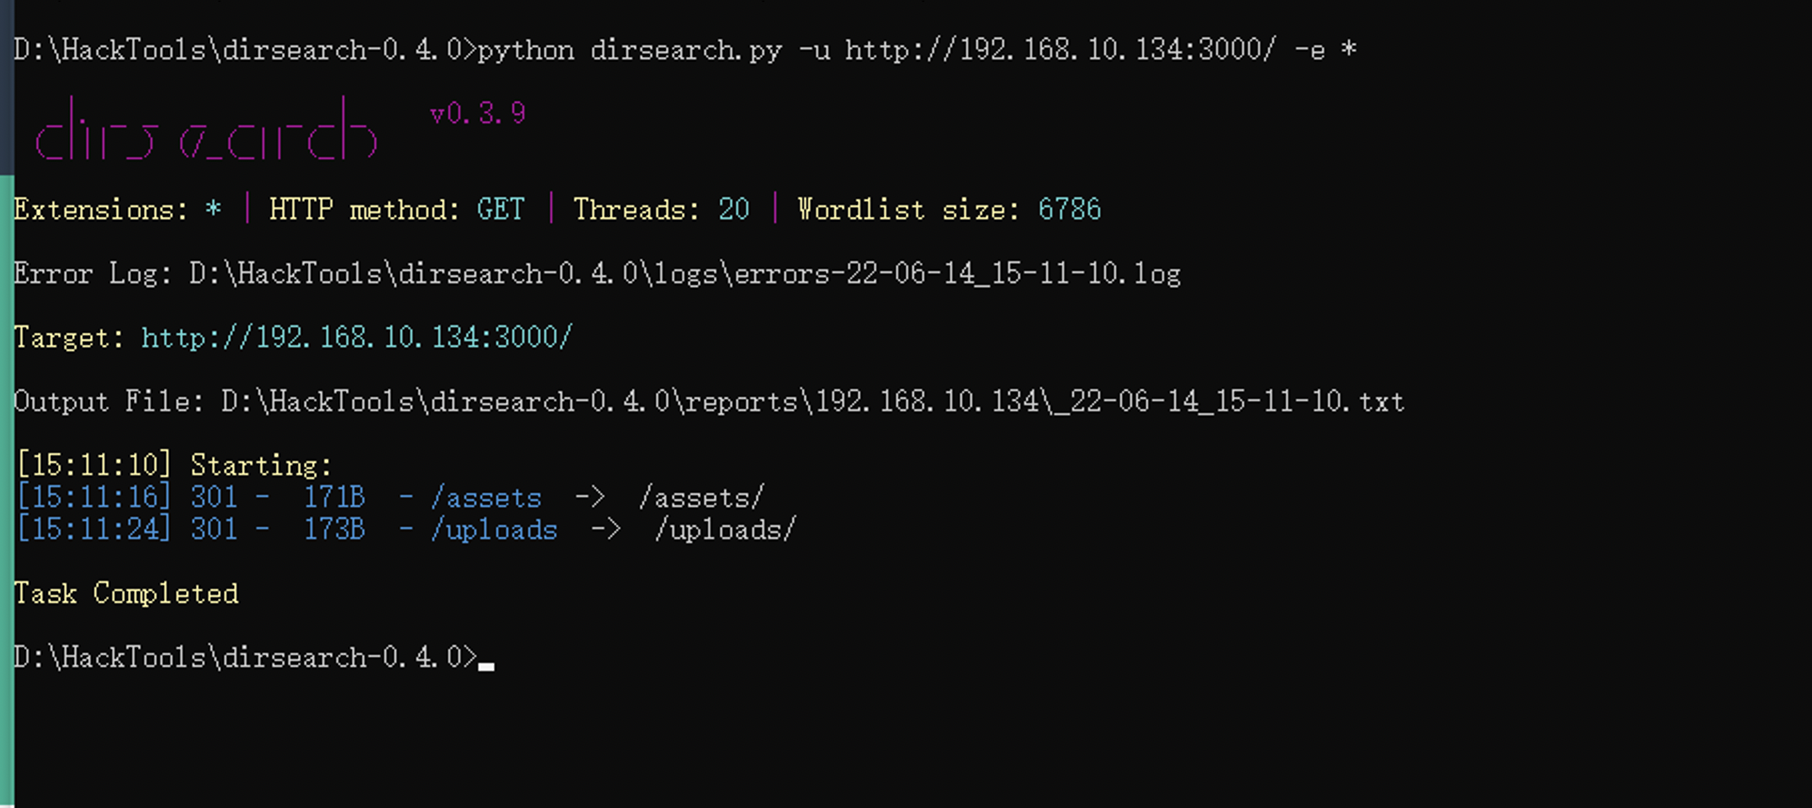 D:\HackTools\dirsearch-0.4.0>python dirsearch.py -u http://192.168.10.134:3000/ -e *
dirsearch v0.3.9
Extensions: * | HTTP method: GET | Threads: 20 | Wordlist size: 6786
Error Log: D:\HackTools\dirsearch-0.4.0\logs\errors-22-06-14_15-11-10.log
Target: http://192.168.10.134:3000/
Output File: D:\HackTools\dirsearch-0.4.0\reports\192.168.10.134\_22-06-14_15-11-10.txt
[15:11:10] Starting:
[15:11:16] 301 -  171B  - /assets  ->  /assets/
[15:11:24] 301 -  173B  - /uploads  ->  /uploads/
Task Completed
D:\HackTools\dirsearch-0.4.0>